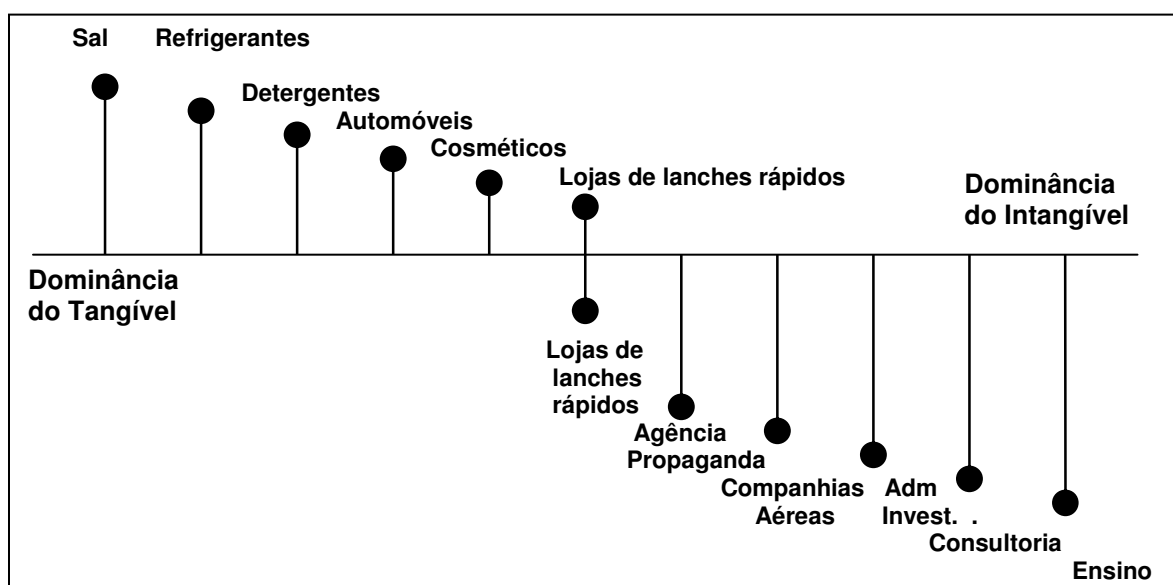 Sal Refrigerantes
Detergentes
Automóveis
Cosméticos
Lojas de lanches rápidos
Dominância
do Intangível
Dominância
do Tangível
Lojas de
lanches
rápidos
Agência
Propaganda
Companhias
Aéreas
Adm
Invest. .
Consultoria
Ensino